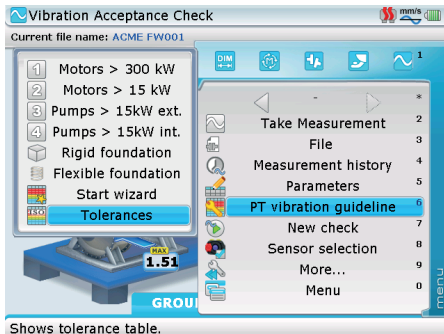 Vibration Acceptance Check
mm/s
Current file name: ACME FW001
DIM
1
1 Motors > 300 kW
2 Motors > 15 kW
3 Pumps > 15kW ext.
4 Pumps > 15kW int.
Rigid foundation
Flexible foundation
Start wizard
ISO Tolerances
- *
Take Measurement 2
File 3
Measurement history 4
Parameters 5
PT vibration guideline 6
New check 7
Sensor selection 8
More... 9
Menu 0
menu
MAX
1.51
GROU
Shows tolerance table.